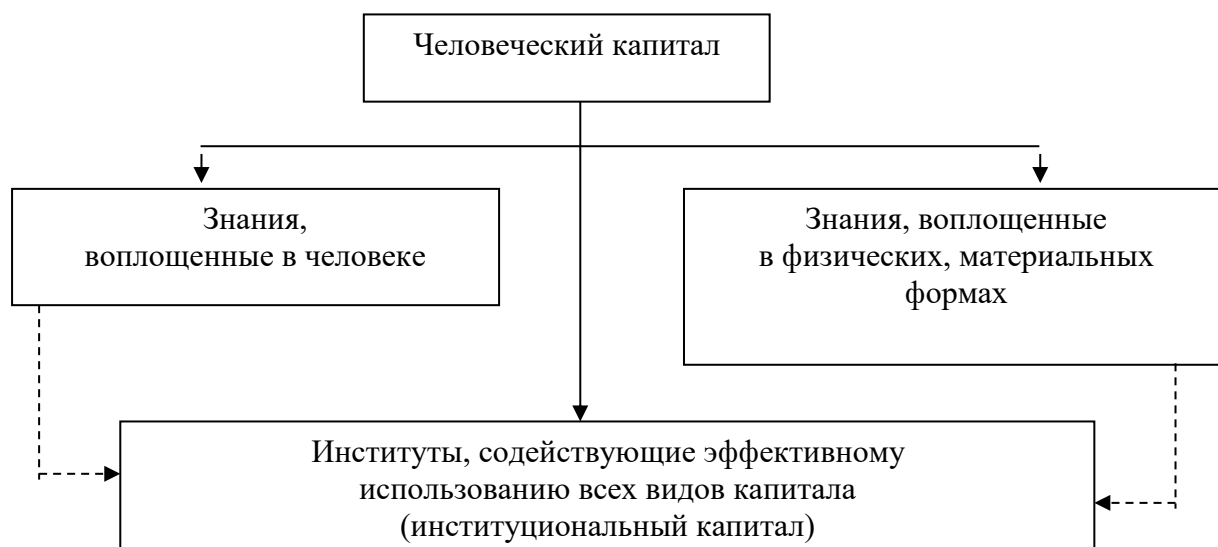 Человеческий капитал
Знания,
воплощенные в человеке
Знания, воплощенные
в физических, материальных
формах
Институты, содействующие эффективному
использованию всех видов капитала
(институциональный капитал)